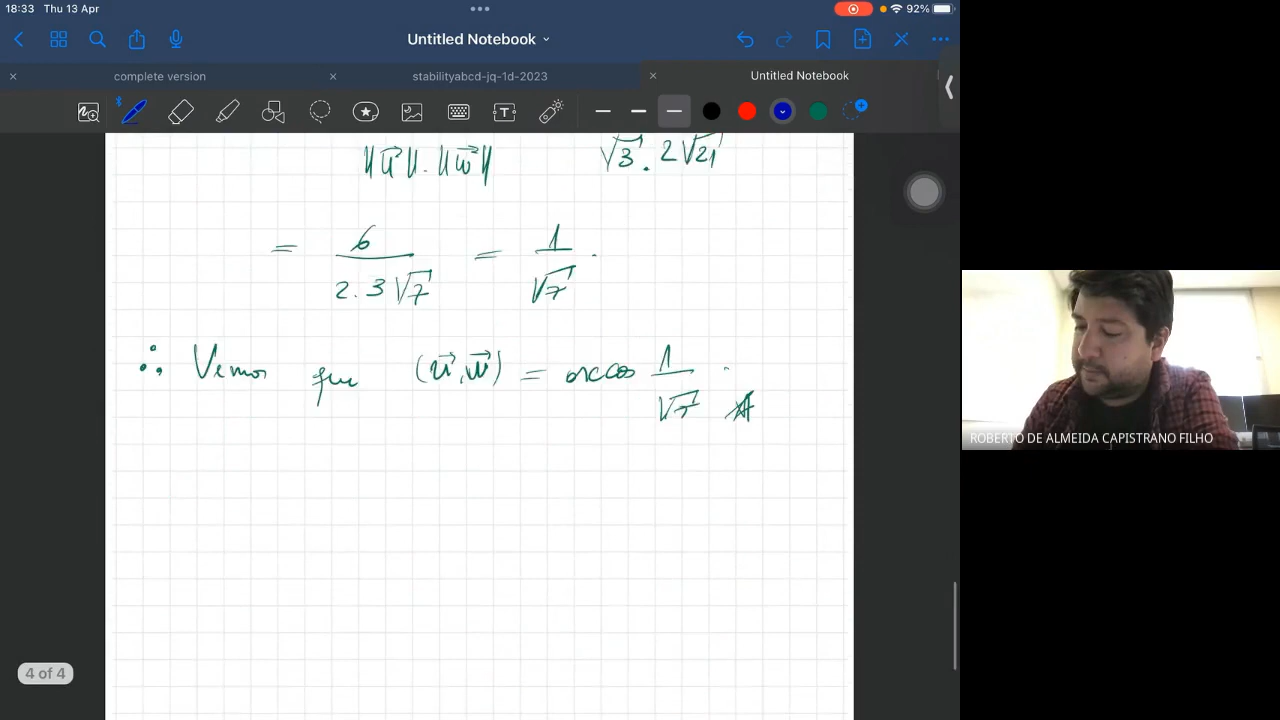 18:33 Thu 13 Apr
92%
Untitled Notebook
complete version
stabilityabcd-jq-1d-2023
Untitled Notebook
‖u⃗‖.‖w⃗‖ √3 . 2√21
= 6/(2.3√7) = 1/√7 .
∴ Vemos que (u⃗,w⃗) = arccos 1/√7 .
4 of 4
ROBERTO DE ALMEIDA CAPISTRANO FILHO